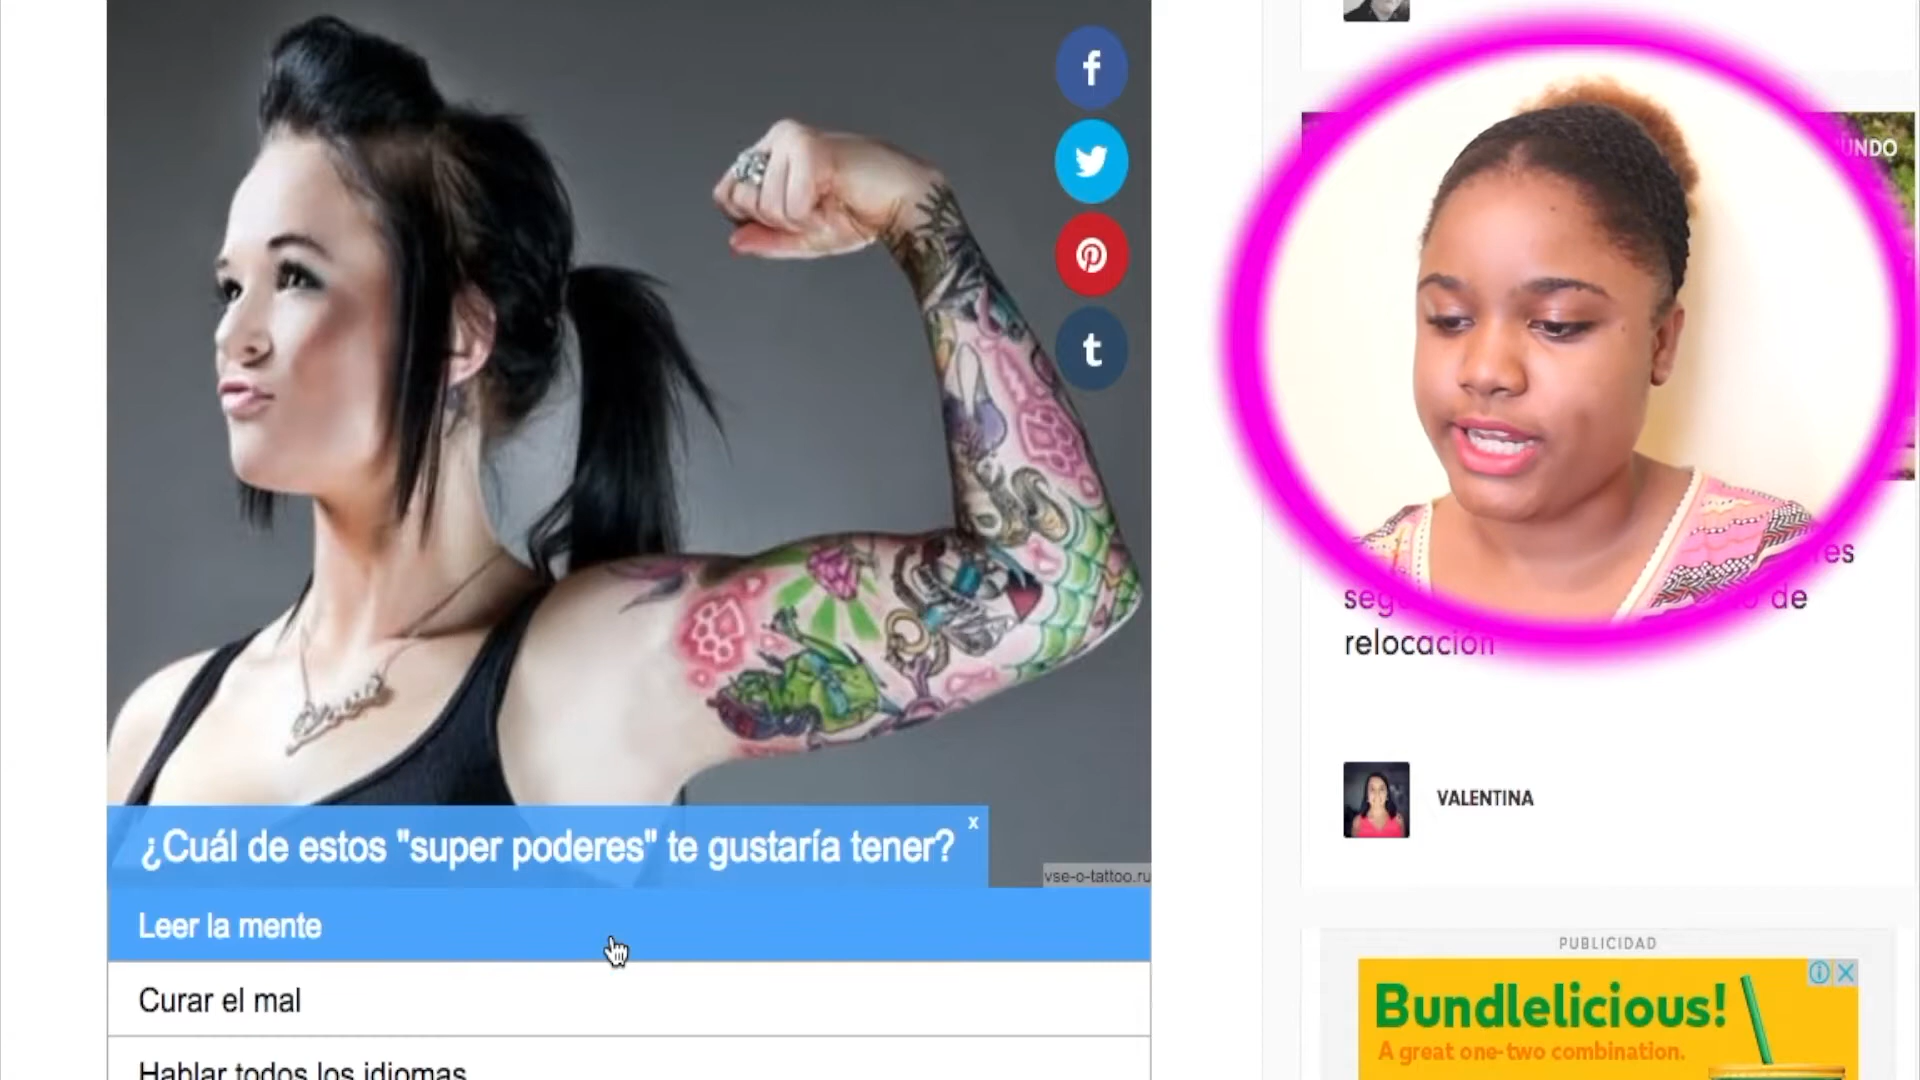 f
t
¿Cuál de estos "super poderes" te gustaría tener?
x
vse-o-tattoo.ru
Leer la mente
Curar el mal
Hablar todos los idiomas
UNDO
es
de
relocación
VALENTINA
PUBLICIDAD
Bundlelicious!
A great one-two combination.